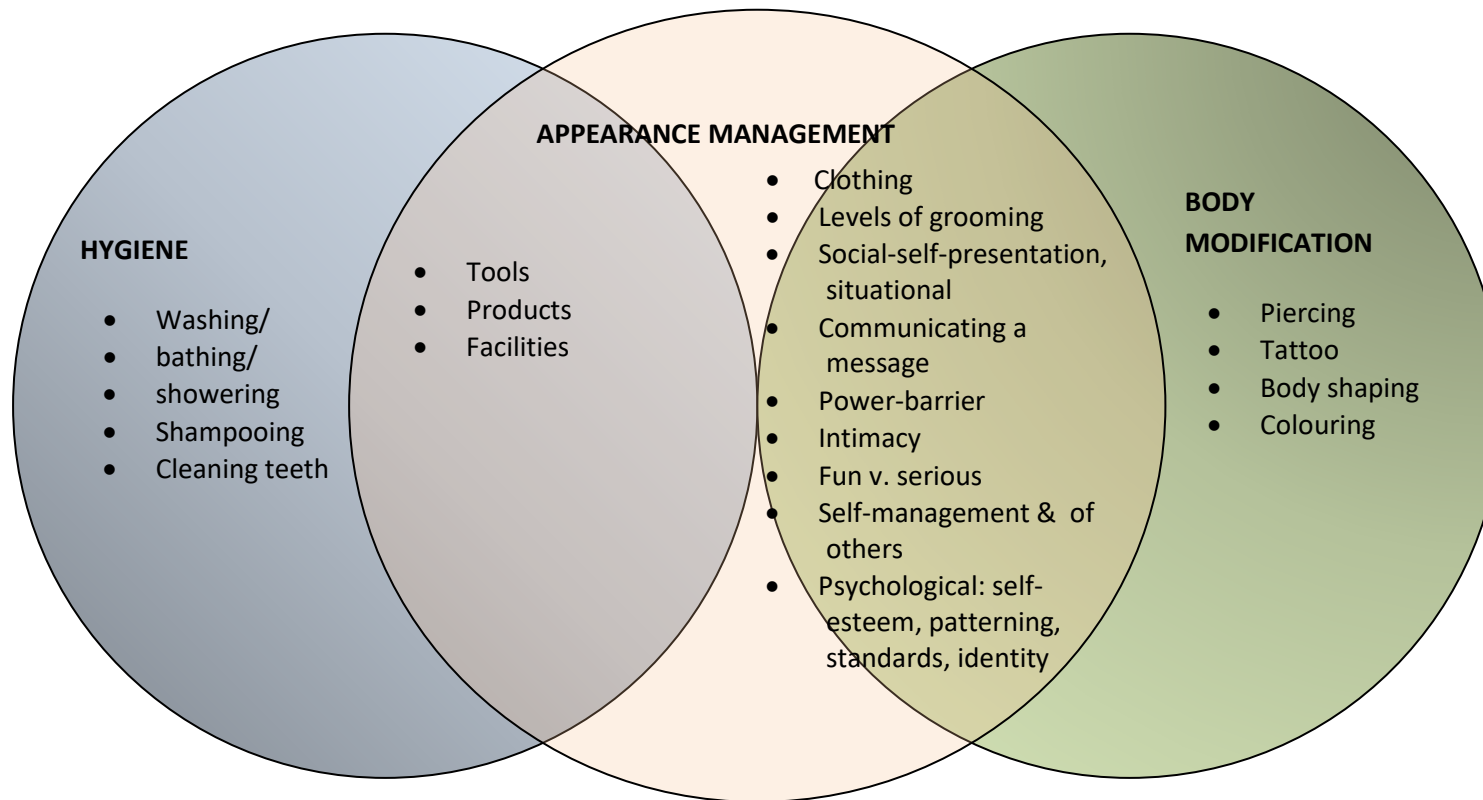 APPEARANCE MANAGEMENT
HYGIENE
• Washing/
• bathing/
• showering
• Shampooing
• Cleaning teeth
• Tools
• Products
• Facilities
• Clothing
• Levels of grooming
• Social-self-presentation,
situational
• Communicating a
message
• Power-barrier
• Intimacy
• Fun v. serious
• Self-management & of
others
• Psychological: self-
esteem, patterning,
standards, identity
BODY
MODIFICATION
• Piercing
• Tattoo
• Body shaping
• Colouring